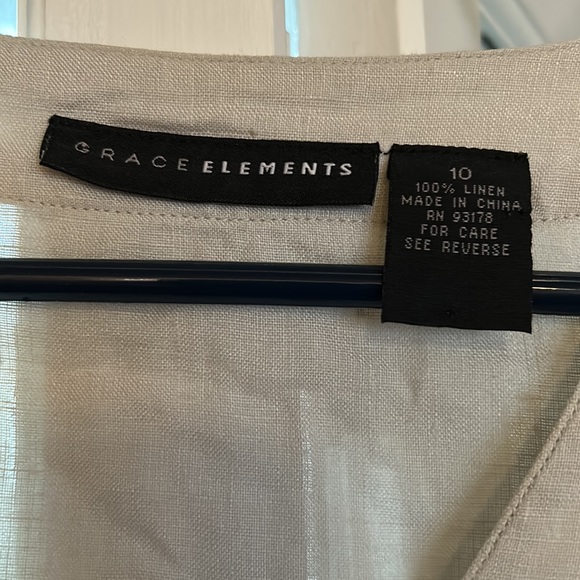 GRACE ELEMENTS
10
100% LINEN
MADE IN CHINA
RN 93178
FOR CARE
SEE REVERSE